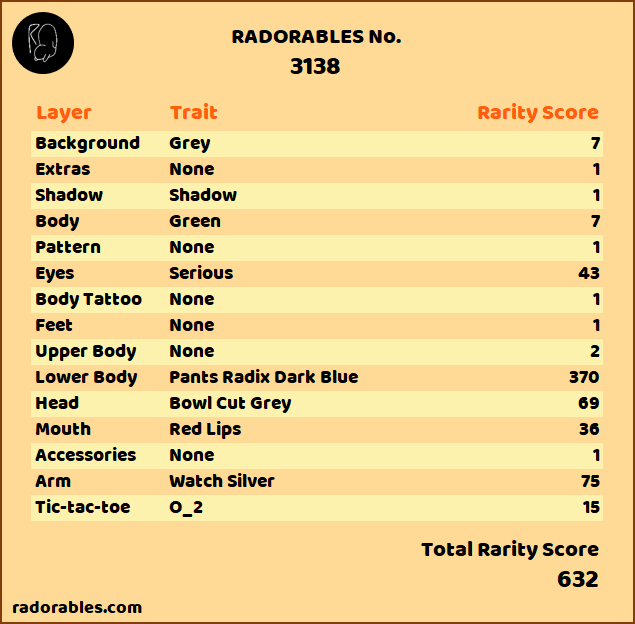 RADORABLES No.
3138
Layer Trait Rarity Score
Background Grey 7
Extras None 1
Shadow Shadow 1
Body Green 7
Pattern None 1
Eyes Serious 43
Body Tattoo None 1
Feet None 1
Upper Body None 2
Lower Body Pants Radix Dark Blue 370
Head Bowl Cut Grey 69
Mouth Red Lips 36
Accessories None 1
Arm Watch Silver 75
Tic-tac-toe O_2 15
Total Rarity Score
632
radorables.com